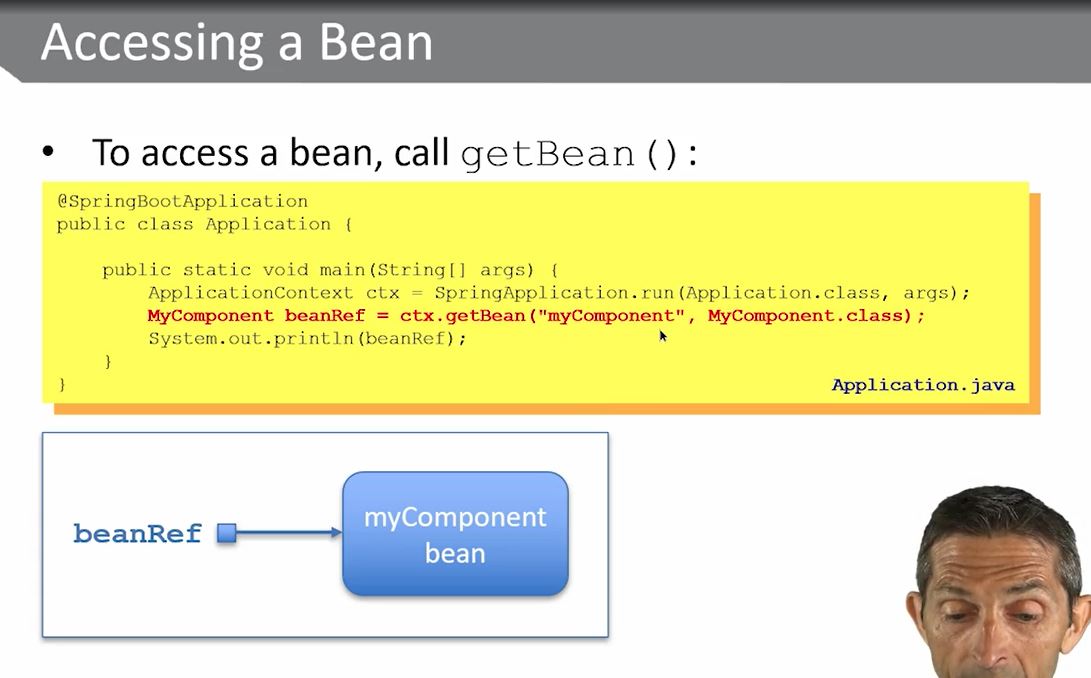 Accessing a Bean
• To access a bean, call getBean():
@SpringBootApplication
public class Application {
public static void main(String[] args) {
ApplicationContext ctx = SpringApplication.run(Application.class, args);
MyComponent beanRef = ctx.getBean("myComponent", MyComponent.class);
System.out.println(beanRef);
}
}
Application.java
beanRef
myComponent
bean